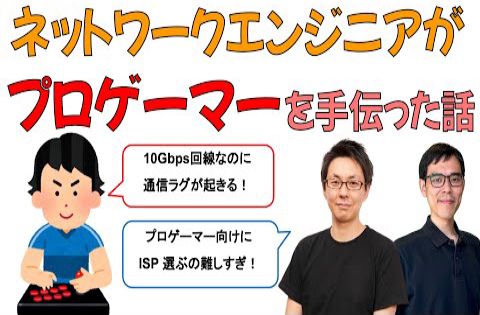 ネットワークエンジニアが
プロゲーマーを手伝った話
10Gbps回線なのに
通信ラグが起きる！
プロゲーマー向けに
ISP 選ぶの難しすぎ！